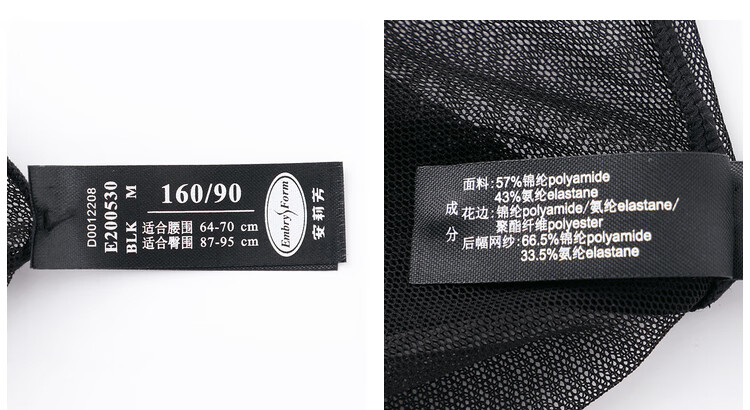 D0012208
E200530
BLK M
160/90
适合腰围 64-70 cm
适合臀围 87-95 cm
Embry Form
安莉芳
成分
面料:57%锦纶polyamide
43%氨纶elastane
花边:锦纶polyamide/氨纶elastane/
聚酯纤维polyester
后幅网纱:66.5%锦纶polyamide
33.5%氨纶elastane